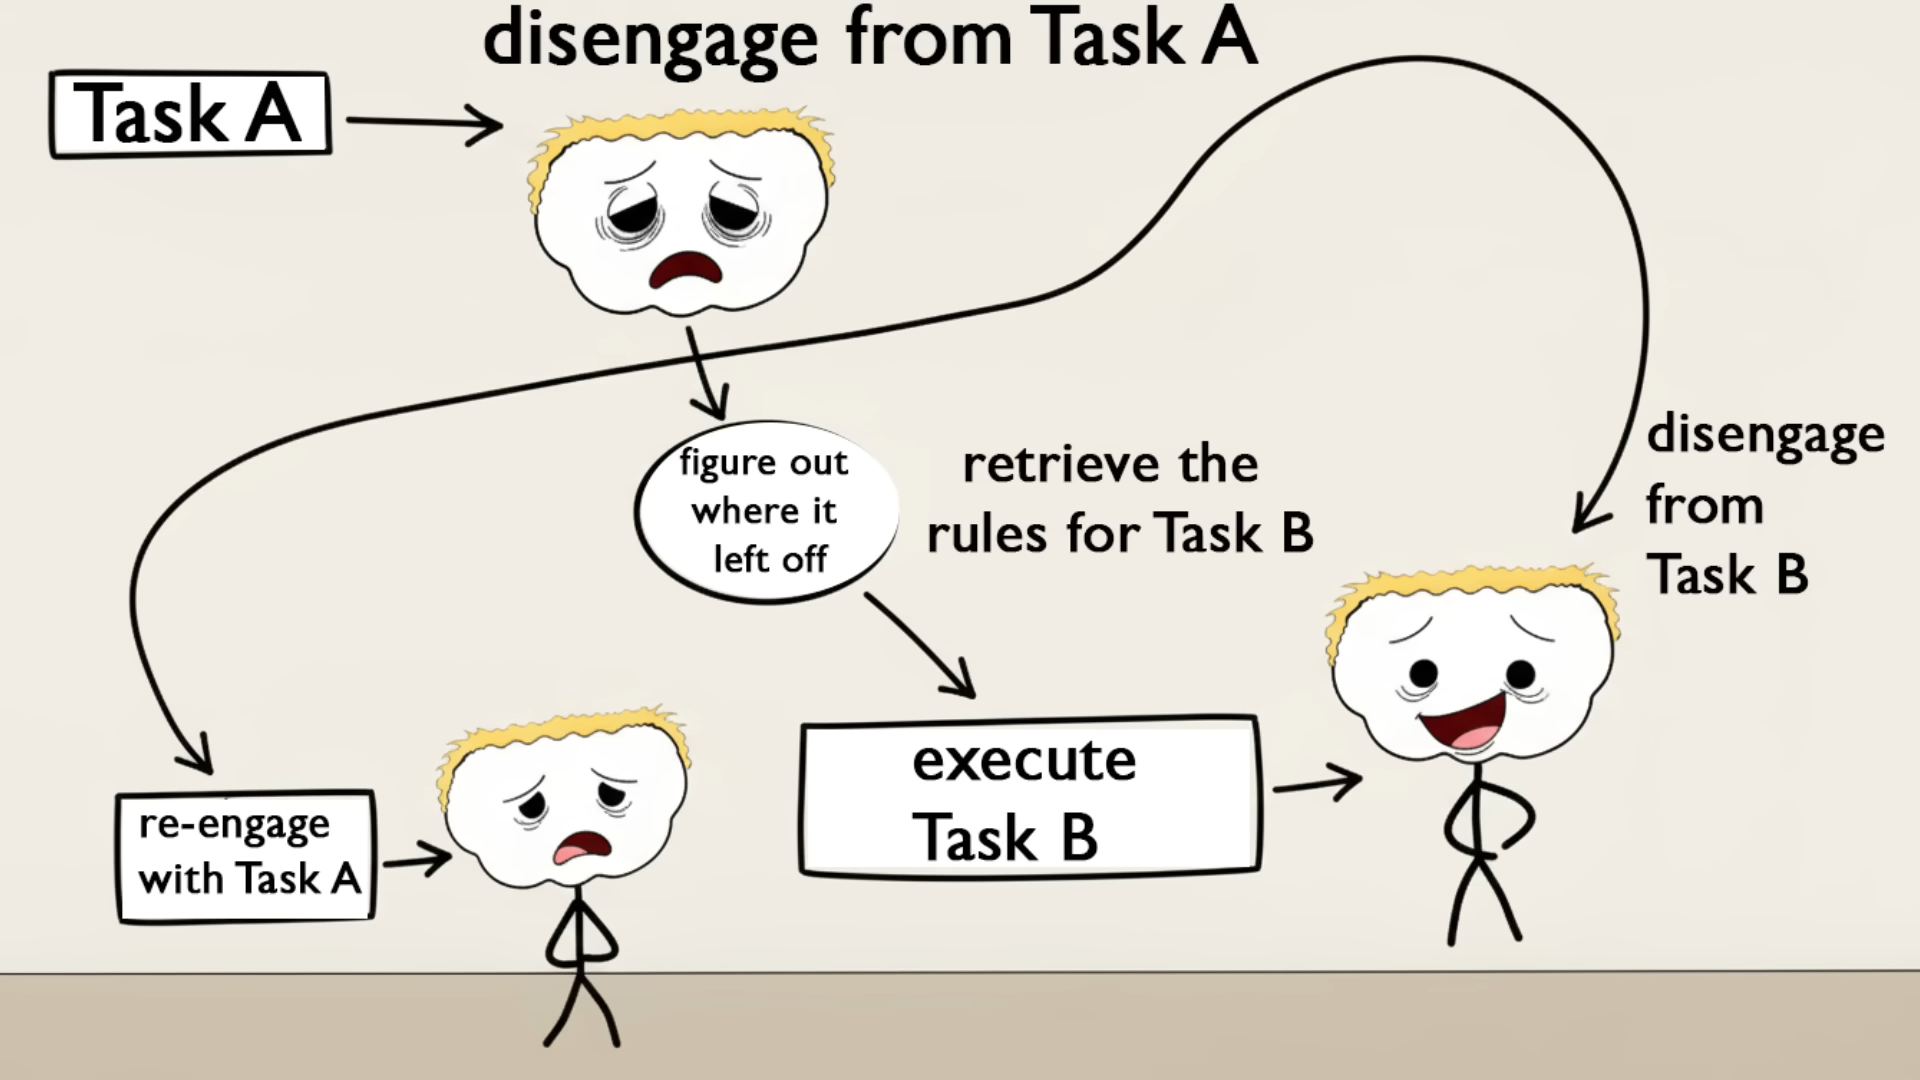 disengage from Task A
Task A
figure out
where it
left off
retrieve the
rules for Task B
execute
Task B
disengage
from
Task B
re-engage
with Task A